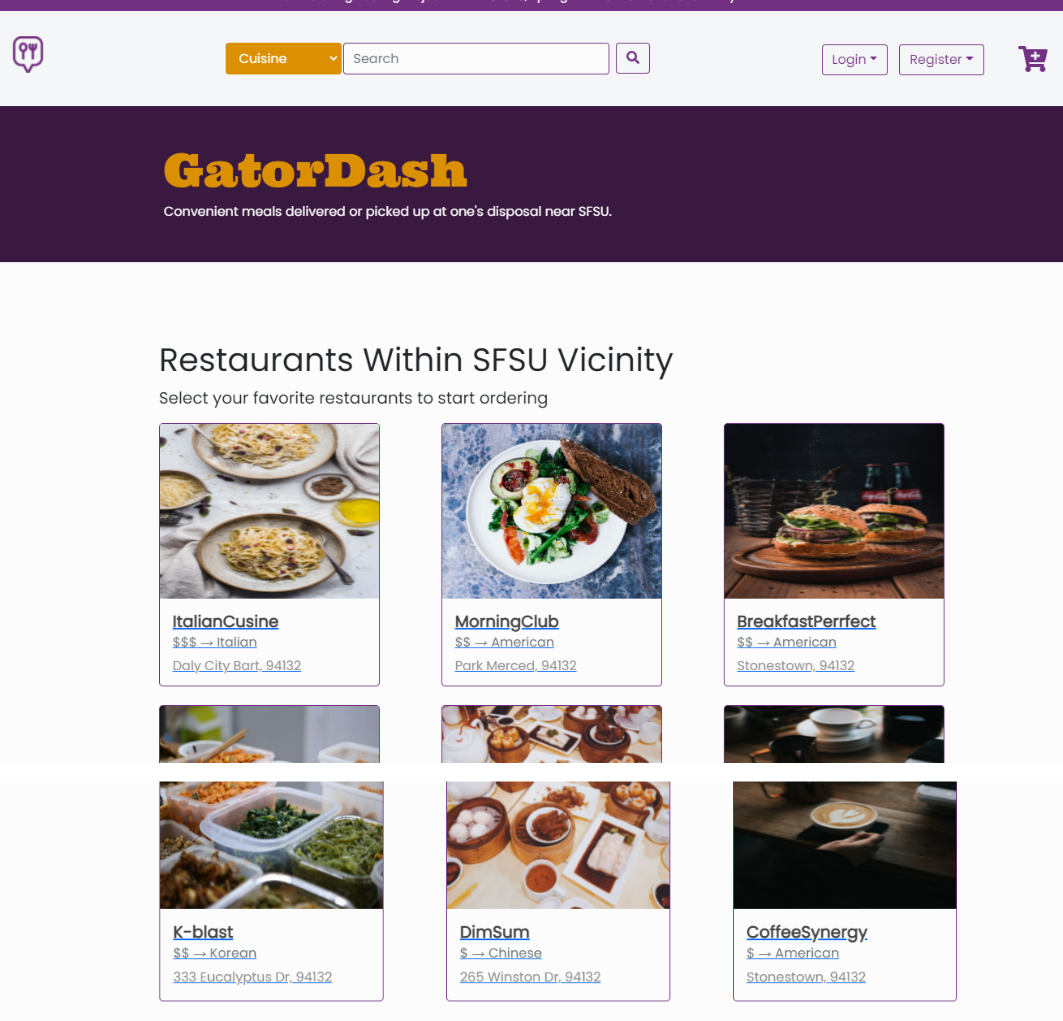 Cuisine Search Login Register
GatorDash
Convenient meals delivered or picked up at one's disposal near SFSU.
Restaurants Within SFSU Vicinity
Select your favorite restaurants to start ordering
ItalianCusine
$$$ → Italian
Daly City Bart, 94132
MorningClub
$$ → American
Park Merced, 94132
BreakfastPerrfect
$$ → American
Stonestown, 94132
K-blast
$$ → Korean
333 Eucalyptus Dr, 94132
DimSum
$ → Chinese
265 Winston Dr, 94132
CoffeeSynergy
$ → American
Stonestown, 94132